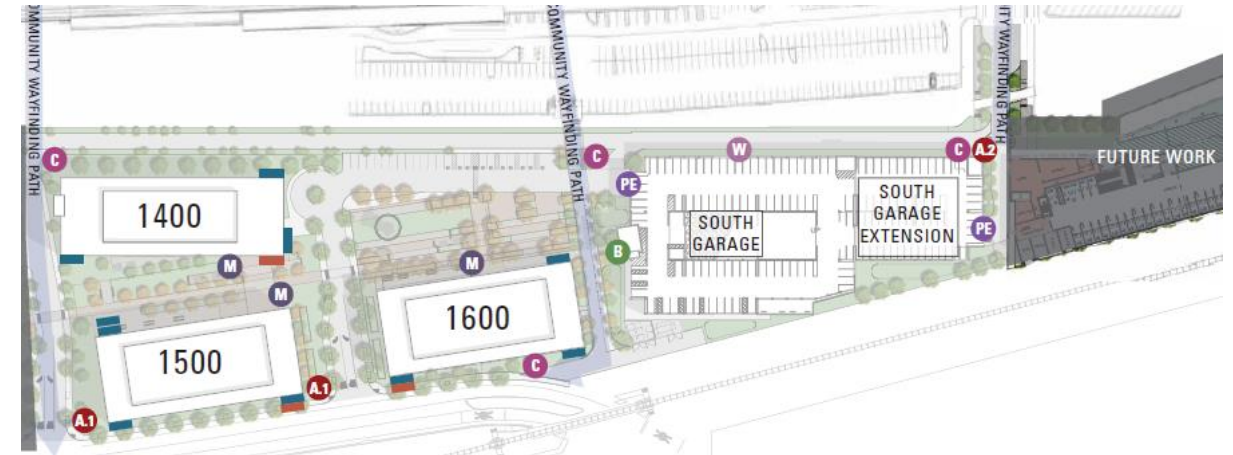 COMMUNITY WAYFINDING PATH
COMMUNITY WAYFINDING PATH
TY WAYFINDING PATH
C
C
W
C
A.2
FUTURE WORK
PE
1400
SOUTH
GARAGE
SOUTH
GARAGE
EXTENSION
PE
B
M
M
M
1600
1500
C
A.1
A.1